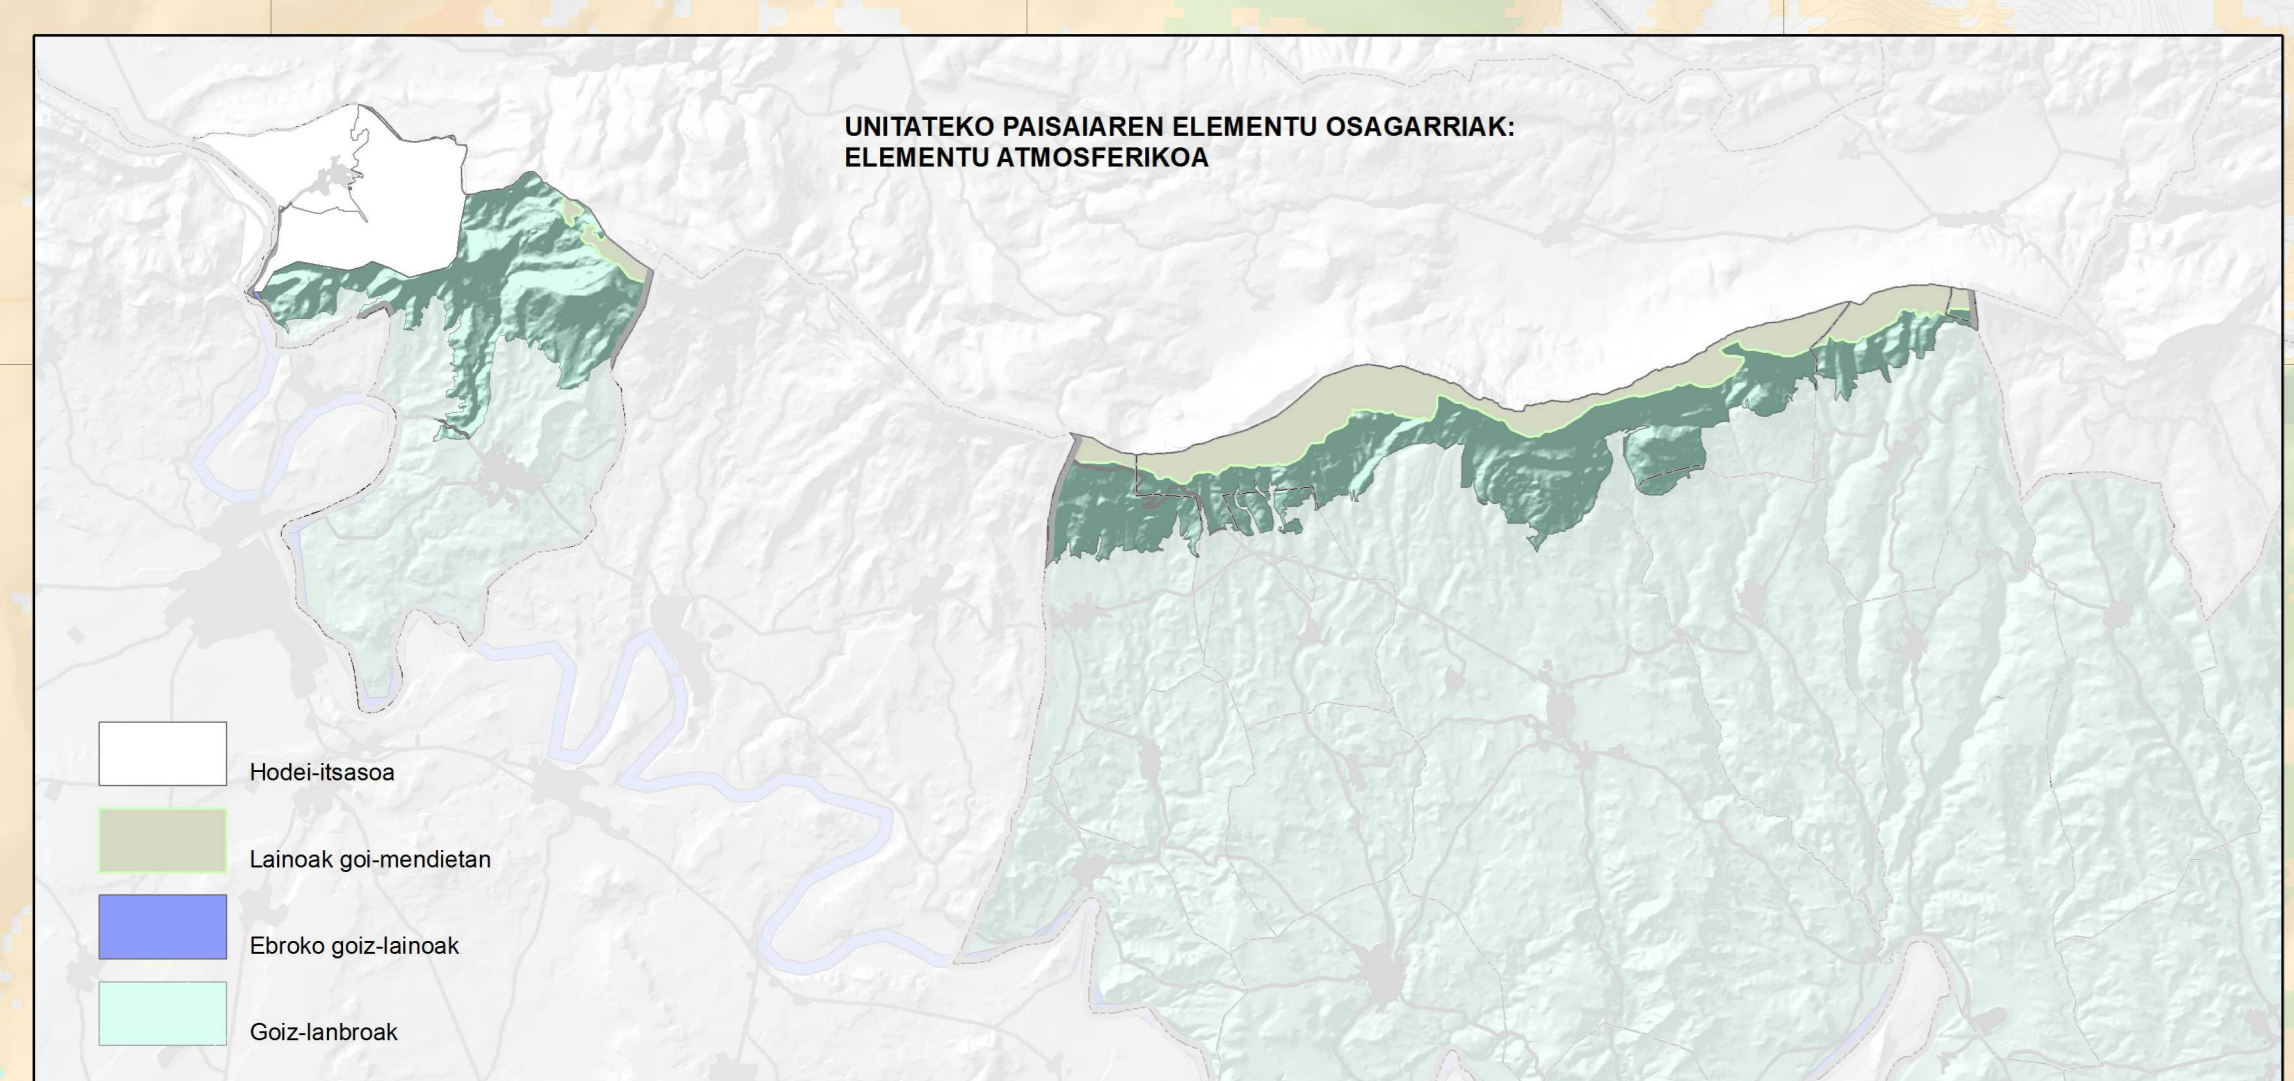 UNITATEKO PAISAIAREN ELEMENTU OSAGARRIAK:
ELEMENTU ATMOSFERIKOA
Hodei-itsasoa
Lainoak goi-mendietan
Ebroko goiz-lainoak
Goiz-lanbroak